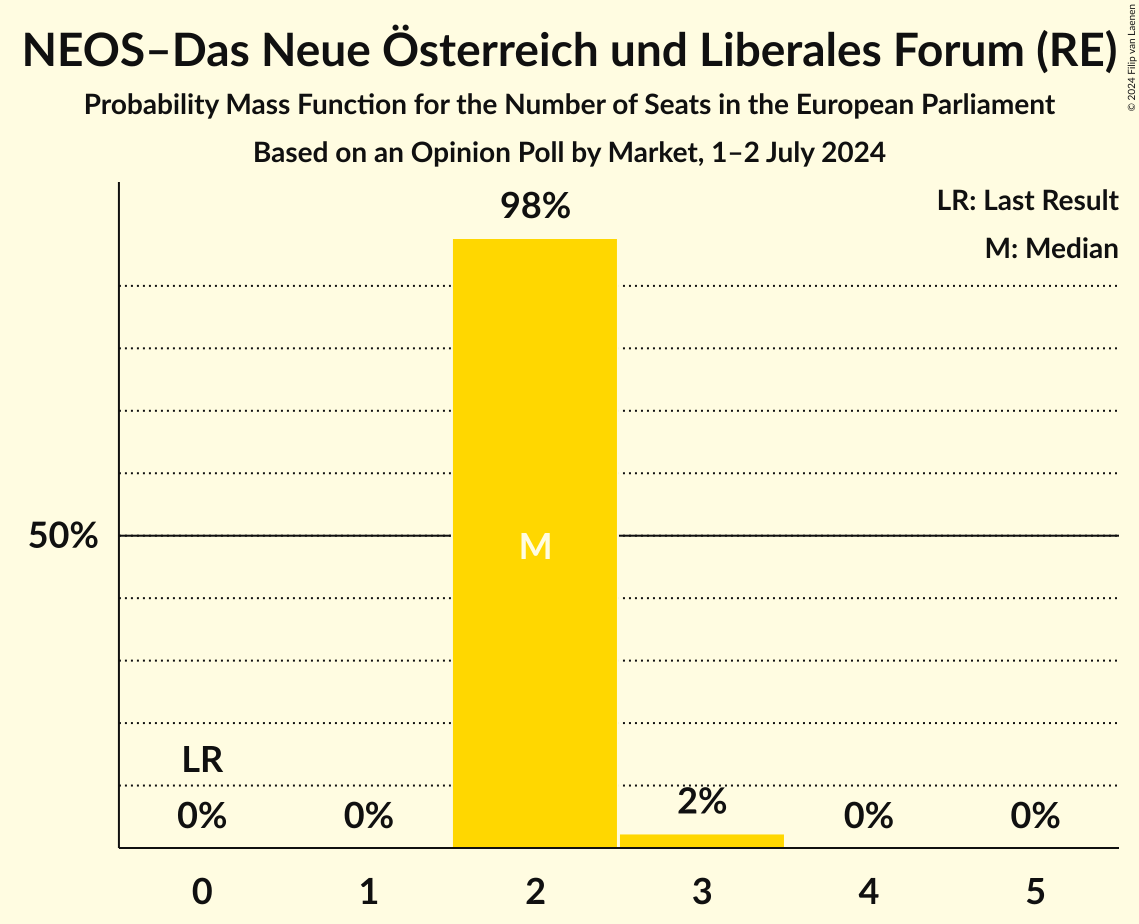 NEOS–Das Neue Österreich und Liberales Forum (RE)
Probability Mass Function for the Number of Seats in the European Parliament
Based on an Opinion Poll by Market, 1–2 July 2024
© 2024 Filip van Laenen
LR: Last Result
M: Median
98%
50%
M
LR
0%
0%
2%
0%
0%
0
1
2
3
4
5